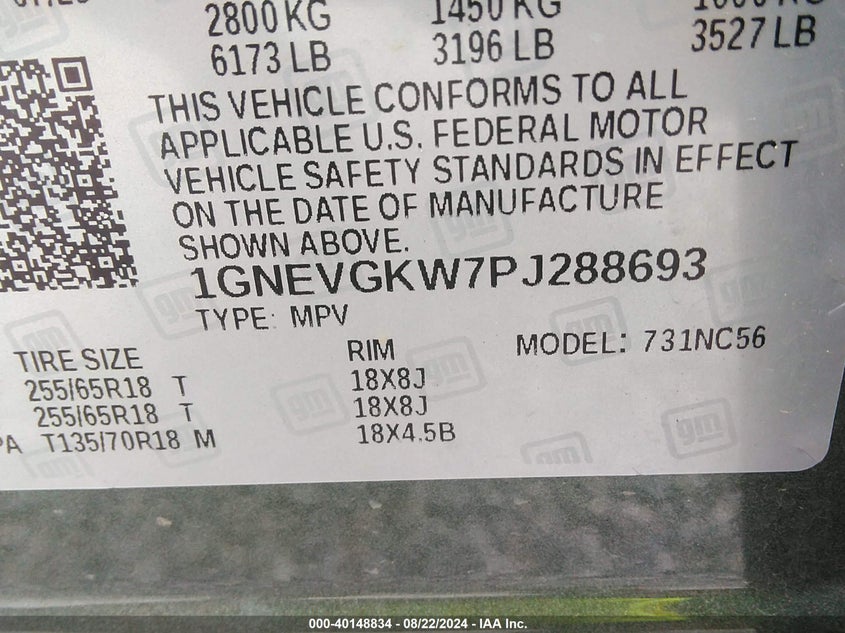 2800 KG 1450 KG
6173 LB 3196 LB 3527 LB
THIS VEHICLE CONFORMS TO ALL
APPLICABLE U.S. FEDERAL MOTOR
VEHICLE SAFETY STANDARDS IN EFFECT
ON THE DATE OF MANUFACTURE
SHOWN ABOVE.
1GNEVGKW7PJ288693
TYPE: MPV
MODEL: 731NC56
TIRE SIZE RIM
255/65R18 T 18X8J
255/65R18 T 18X8J
T135/70R18 M 18X4.5B
gm
000-40148834 - 08/22/2024 - IAA Inc.